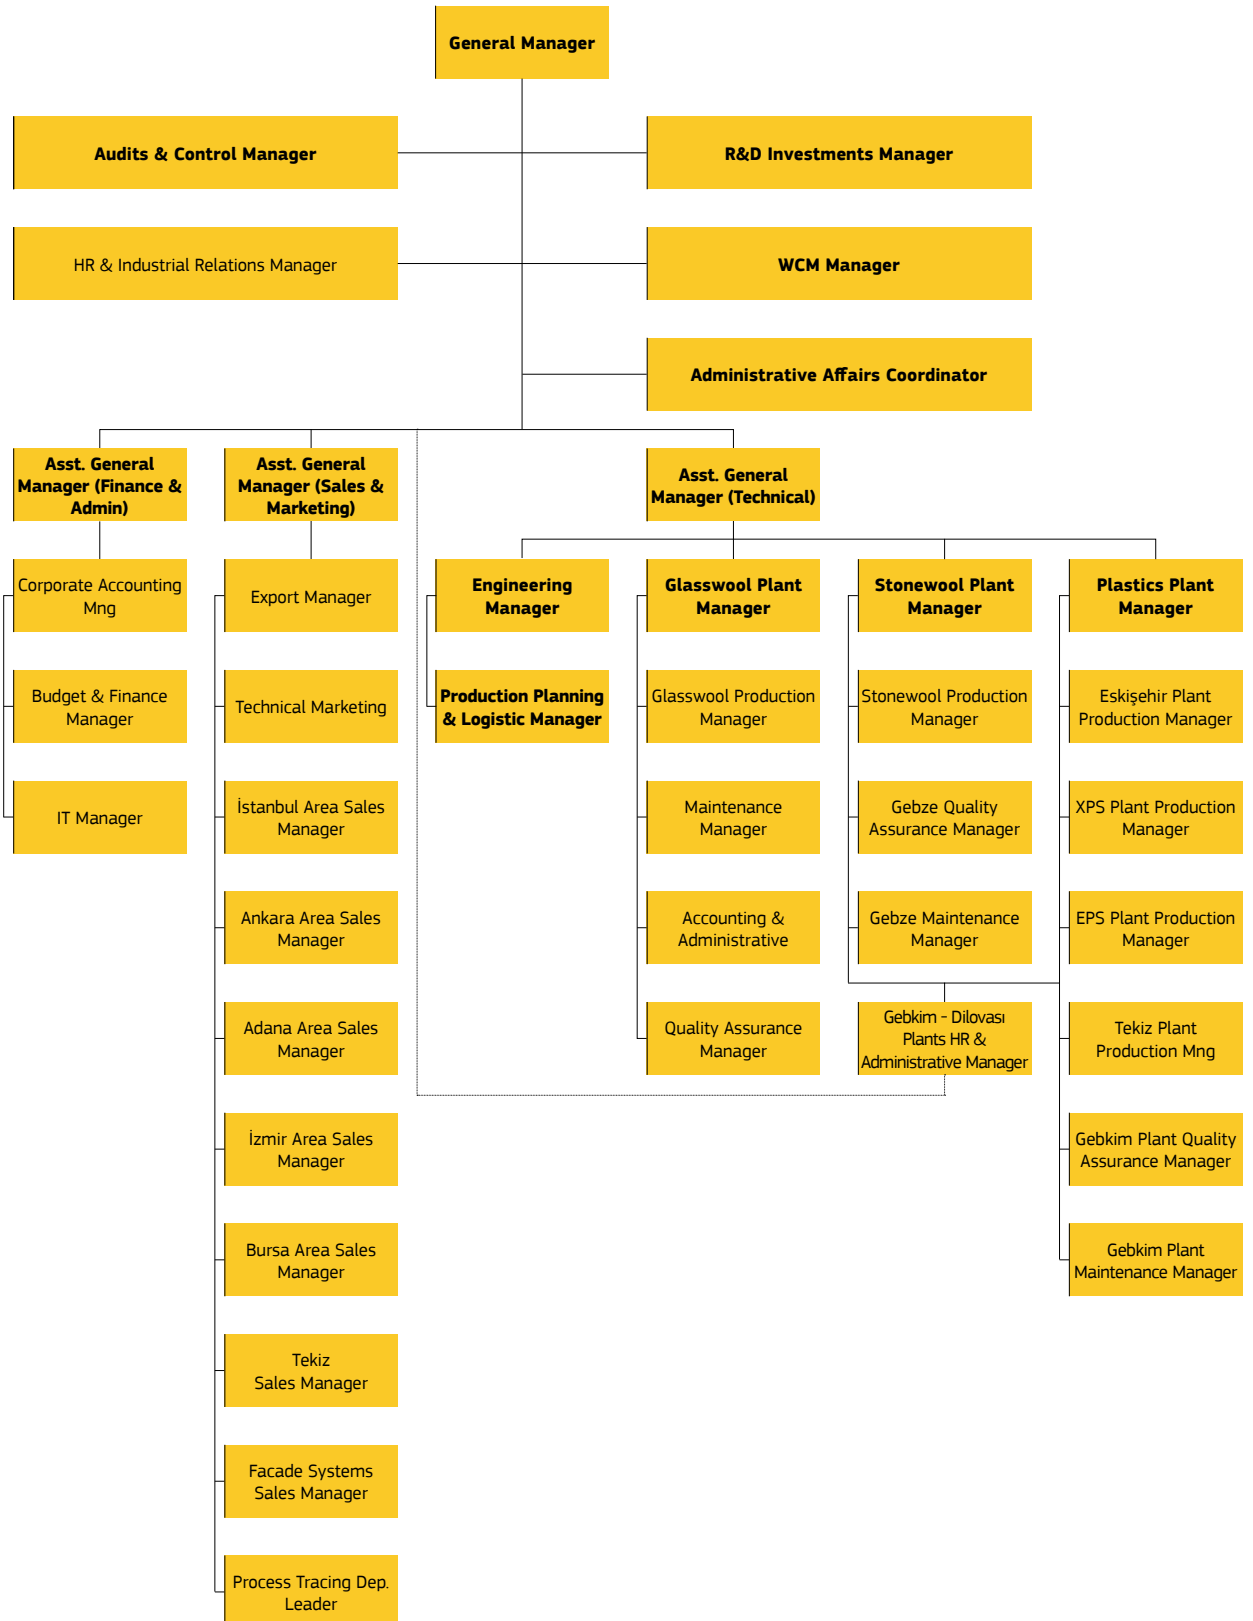 General Manager
Audits & Control Manager
R&D Investments Manager
HR & Industrial Relations Manager
WCM Manager
Administrative Affairs Coordinator
Asst. General
Manager (Finance &
Admin)
Asst. General
Manager (Sales &
Marketing)
Asst. General
Manager (Technical)
Corporate Accounting
Mng
Export Manager
Engineering
Manager
Glasswool Plant
Manager
Stonewool Plant
Manager
Plastics Plant
Manager
Budget & Finance
Manager
Technical Marketing
Production Planning
& Logistic Manager
Glasswool Production
Manager
Stonewool Production
Manager
Eskişehir Plant
Production Manager
IT Manager
İstanbul Area Sales
Manager
Maintenance
Manager
Gebze Quality
Assurance Manager
XPS Plant Production
Manager
Ankara Area Sales
Manager
Accounting &
Administrative
Gebze Maintenance
Manager
EPS Plant Production
Manager
Adana Area Sales
Manager
Quality Assurance
Manager
Gebkim - Dilovası
Plants HR &
Administrative Manager
Tekiz Plant
Production Mng
İzmir Area Sales
Manager
Gebkim Plant Quality
Assurance Manager
Bursa Area Sales
Manager
Gebkim Plant
Maintenance Manager
Tekiz
Sales Manager
Facade Systems
Sales Manager
Process Tracing Dep.
Leader